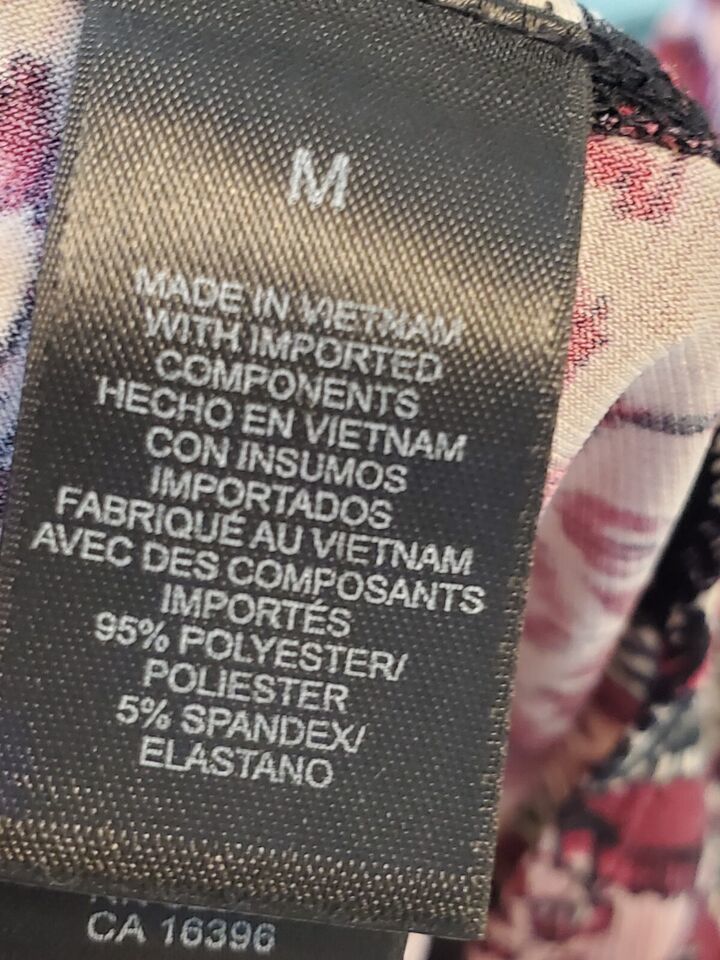 M
MADE IN VIETNAM
WITH IMPORTED
COMPONENTS
HECHO EN VIETNAM
CON INSUMOS
IMPORTADOS
FABRIQUÉ AU VIETNAM
AVEC DES COMPOSANTS
IMPORTÉS
95% POLYESTER/
POLIESTER
5% SPANDEX/
ELASTANO
CA 16396